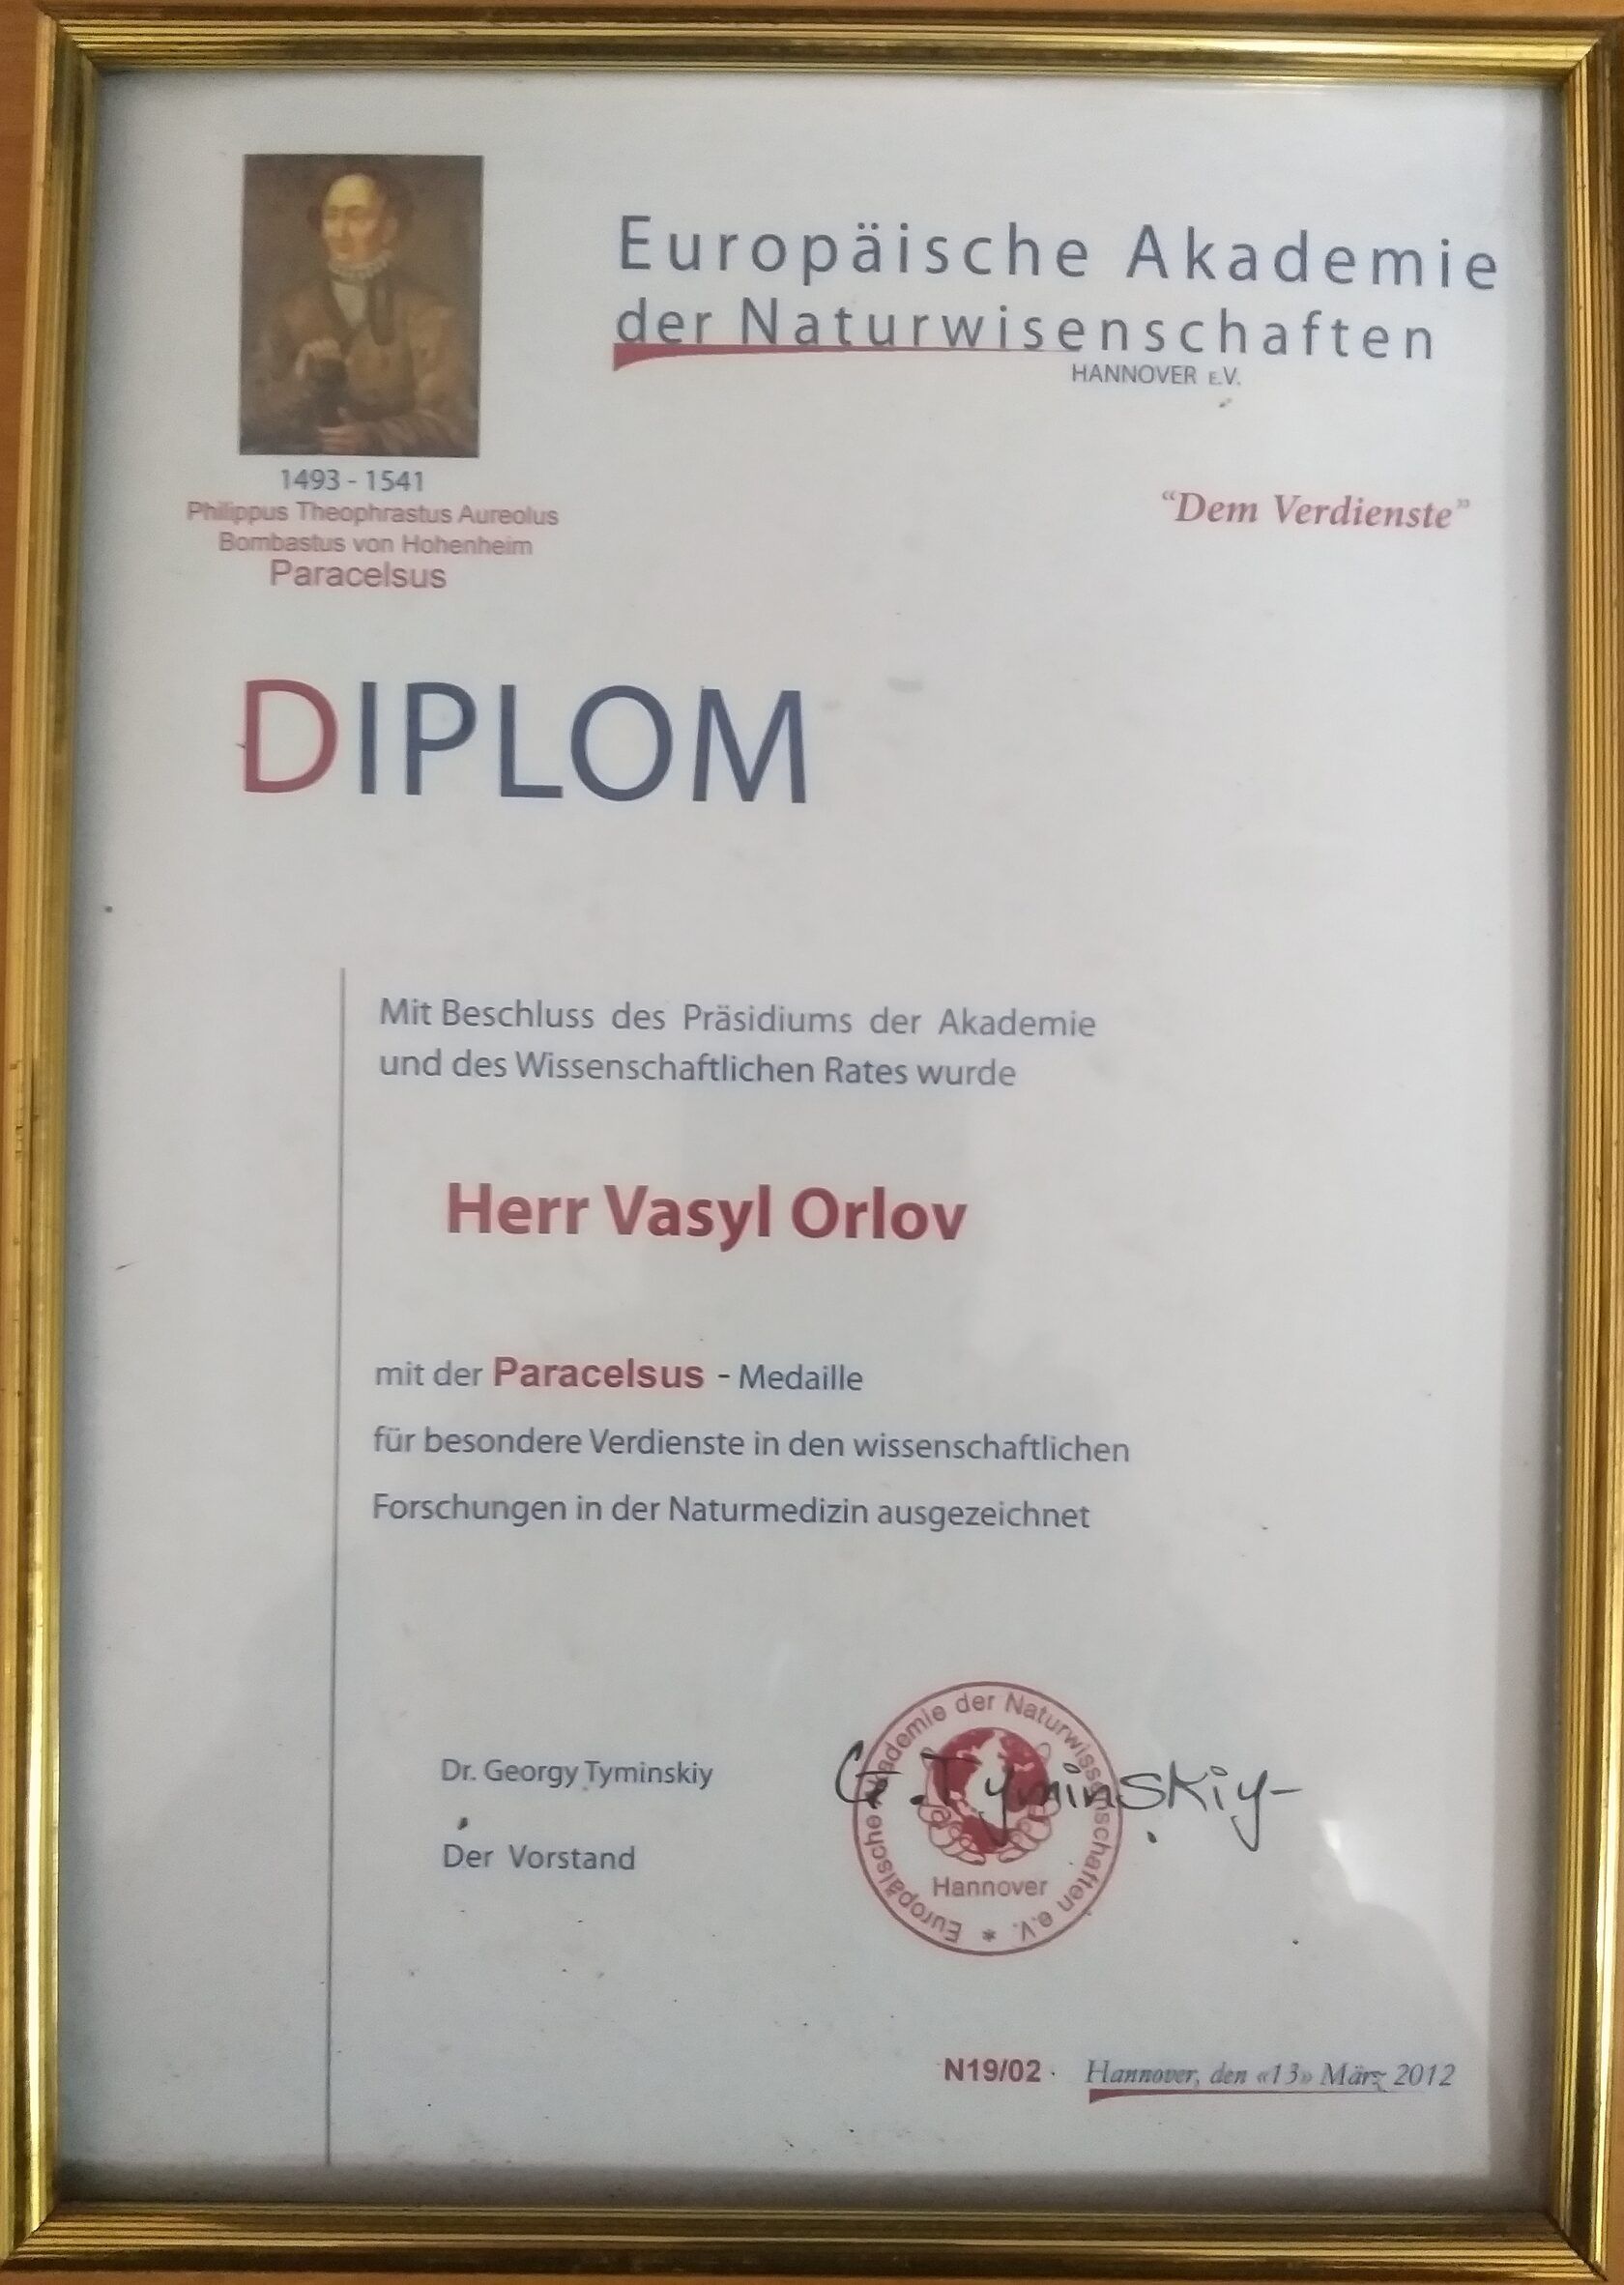 Europäische Akademie
der Naturwisenschaften
HANNOVER E.V.
1493 - 1541
Philippus Theophrastus Aureolus
Bombastus von Hohenheim
Paracelsus
“Dem Verdienste”
DIPLOM
Mit Beschluss des Präsidiums der Akademie
und des Wissenschaftlichen Rates wurde
Herr Vasyl Orlov
mit der Paracelsus - Medaille
für besondere Verdienste in den wissenschaftlichen
Forschungen in der Naturmedizin ausgezeichnet
Dr. Georgy Tyminskiy
Der Vorstand
G. Tyminskiy
Europäische Akademie der Naturwissenschaften e.V. *
Hannover
N19/02
Hannover, den «13» März 2012